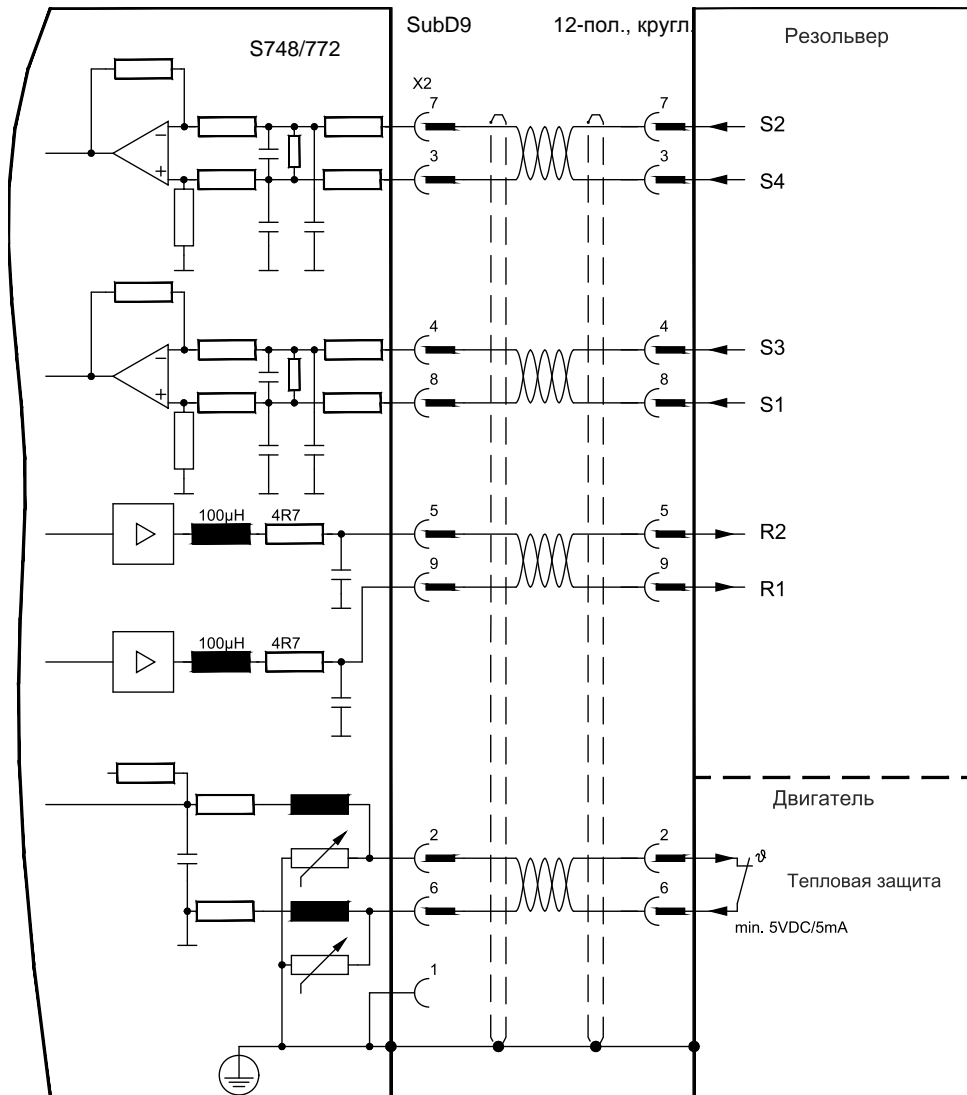 SubD9
12-пол., кругл.
Резольвер
S748/772
X2
7
7
S2
3
3
S4
4
4
S3
8
8
S1
100µH
4R7
5
5
R2
9
9
R1
100µH
4R7
Двигатель
2
2
ϑ
Тепловая защита
6
6
min. 5VDC/5mA
1